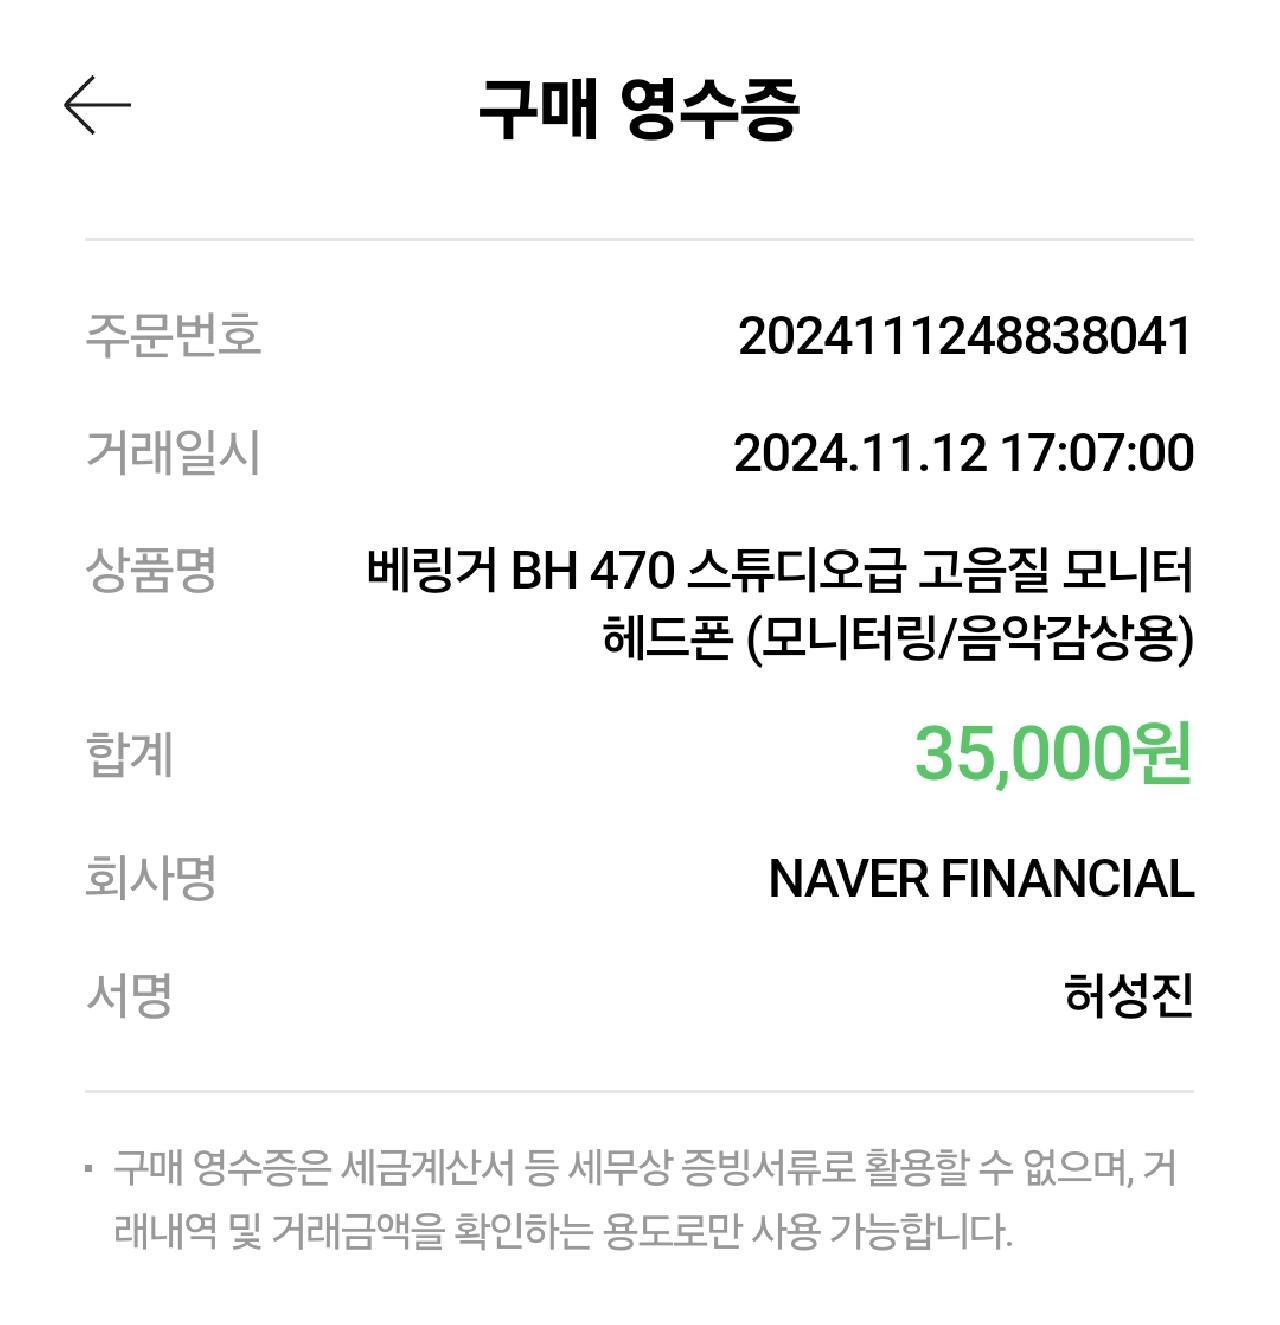 구매 영수증
주문번호 2024111248838041
거래일시 2024.11.12 17:07:00
상품명 베링거 BH 470 스튜디오급 고음질 모니터
헤드폰 (모니터링/음악감상용)
합계 35,000원
회사명 NAVER FINANCIAL
서명 허성진
· 구매 영수증은 세금계산서 등 세무상 증빙서류로 활용할 수 없으며, 거
래내역 및 거래금액을 확인하는 용도로만 사용 가능합니다.